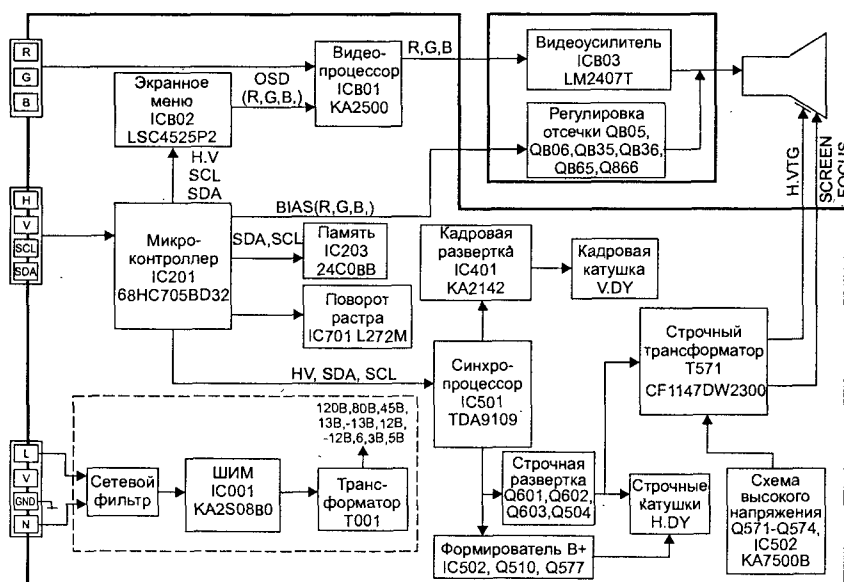 R
G
B
Видео-
процессор
ICB01
KA2500
R,G,B
Видеоусилитель
ICB03
LM2407T
Экранное
меню
ICB02
LSC4525P2
OSD
(R,G,B,)
Регулировка
отсечки QB05,
QB06,QB35,QB36,
QB65,Q866
H.V
SCL
SDA
H.VTG
SCREEN
FOCUS
H
V
SCL
SDA
BIAS(R,G,B,)
Микро-
контроллер
IC201
68HC705BD32
SDA,SCL
Память
IC203
24C0BB
Кадровая
развертка
IC401
KA2142
Кадровая
катушка
V.DY
Поворот
растра
IC701 L272M
Строчный
трансформатор
T571
CF1147DW2300
HV, SDA, SCL
Синхро-
процессор
IC501
TDA9109
120В,80В,45В,
13В,-13В,12В,
-12В,6,3В,5В
L
V
GND
N
Сетевой
фильтр
ШИМ
IC001
KA2S08B0
Транс-
форматор
T001
Строчная
развертка
Q601,Q602,
Q603,Q504
Строчные
катушки
H.DY
Схема
высокого
напряжения
Q571-Q574,
IC502
KA7500B
Формирователь B+
IC502, Q510, Q577